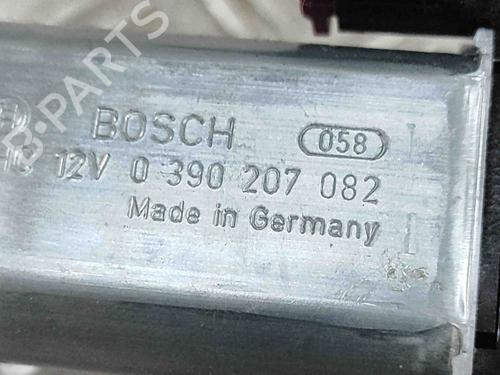 BOSCH 058
12V 0 390 207 082
Made in Germany
B-PARTS